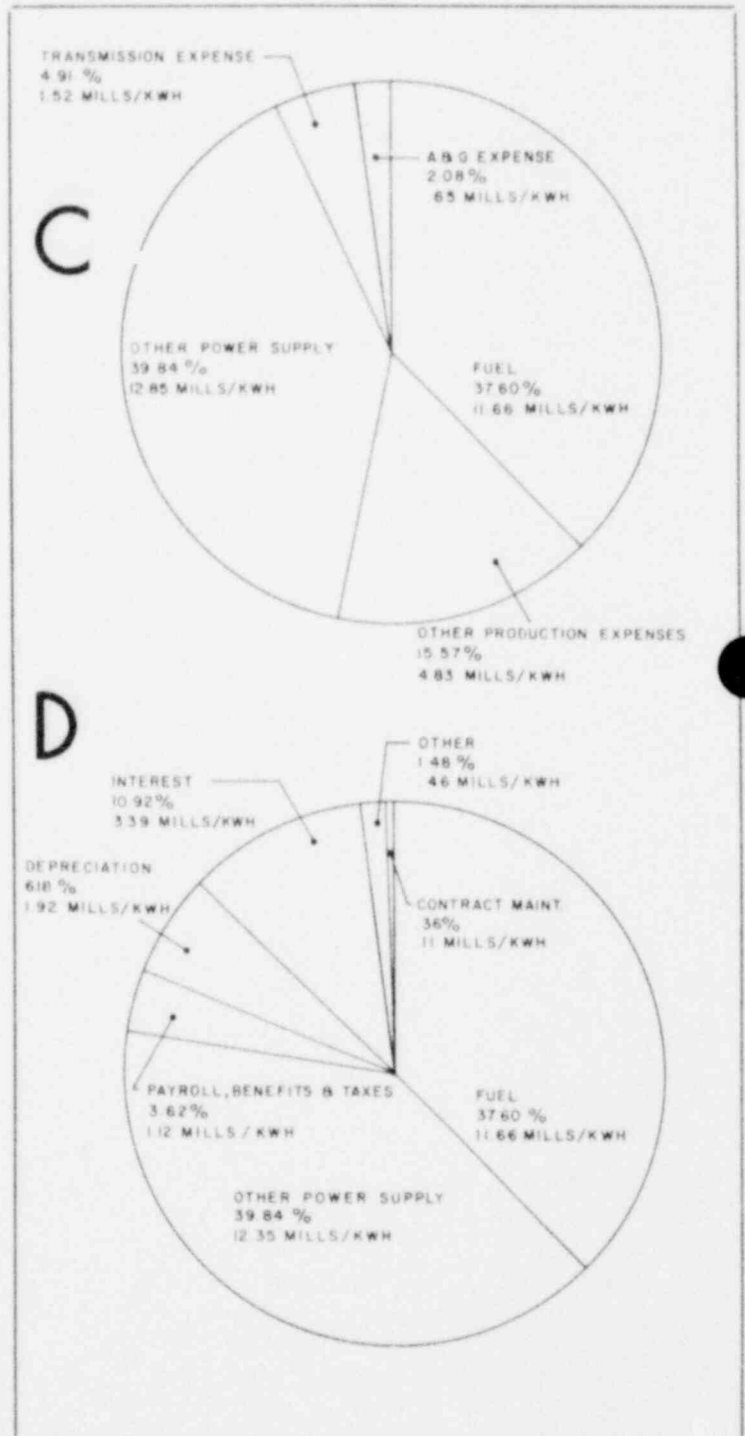 TRANSMISSION EXPENSE
4.91 %
1.52 MILLS/KWH
A & G EXPENSE
2.08%
.65 MILLS/KWH
C
OTHER POWER SUPPLY
39.84 %
12.85 MILLS/KWH
FUEL
37.60%
11.66 MILLS/KWH
OTHER PRODUCTION EXPENSES
15.57%
4.83 MILLS/KWH
D
OTHER
1.48 %
.46 MILLS/KWH
INTEREST
10.92%
3.39 MILLS/KWH
DEPRECIATION
6.18 %
1.92 MILLS/KWH
CONTRACT MAINT.
.36%
.11 MILLS/KWH
PAYROLL, BENEFITS & TAXES
3.62%
1.12 MILLS / KWH
FUEL
37.60 %
11.66 MILLS/KWH
OTHER POWER SUPPLY
39.84 %
12.35 MILLS/KWH